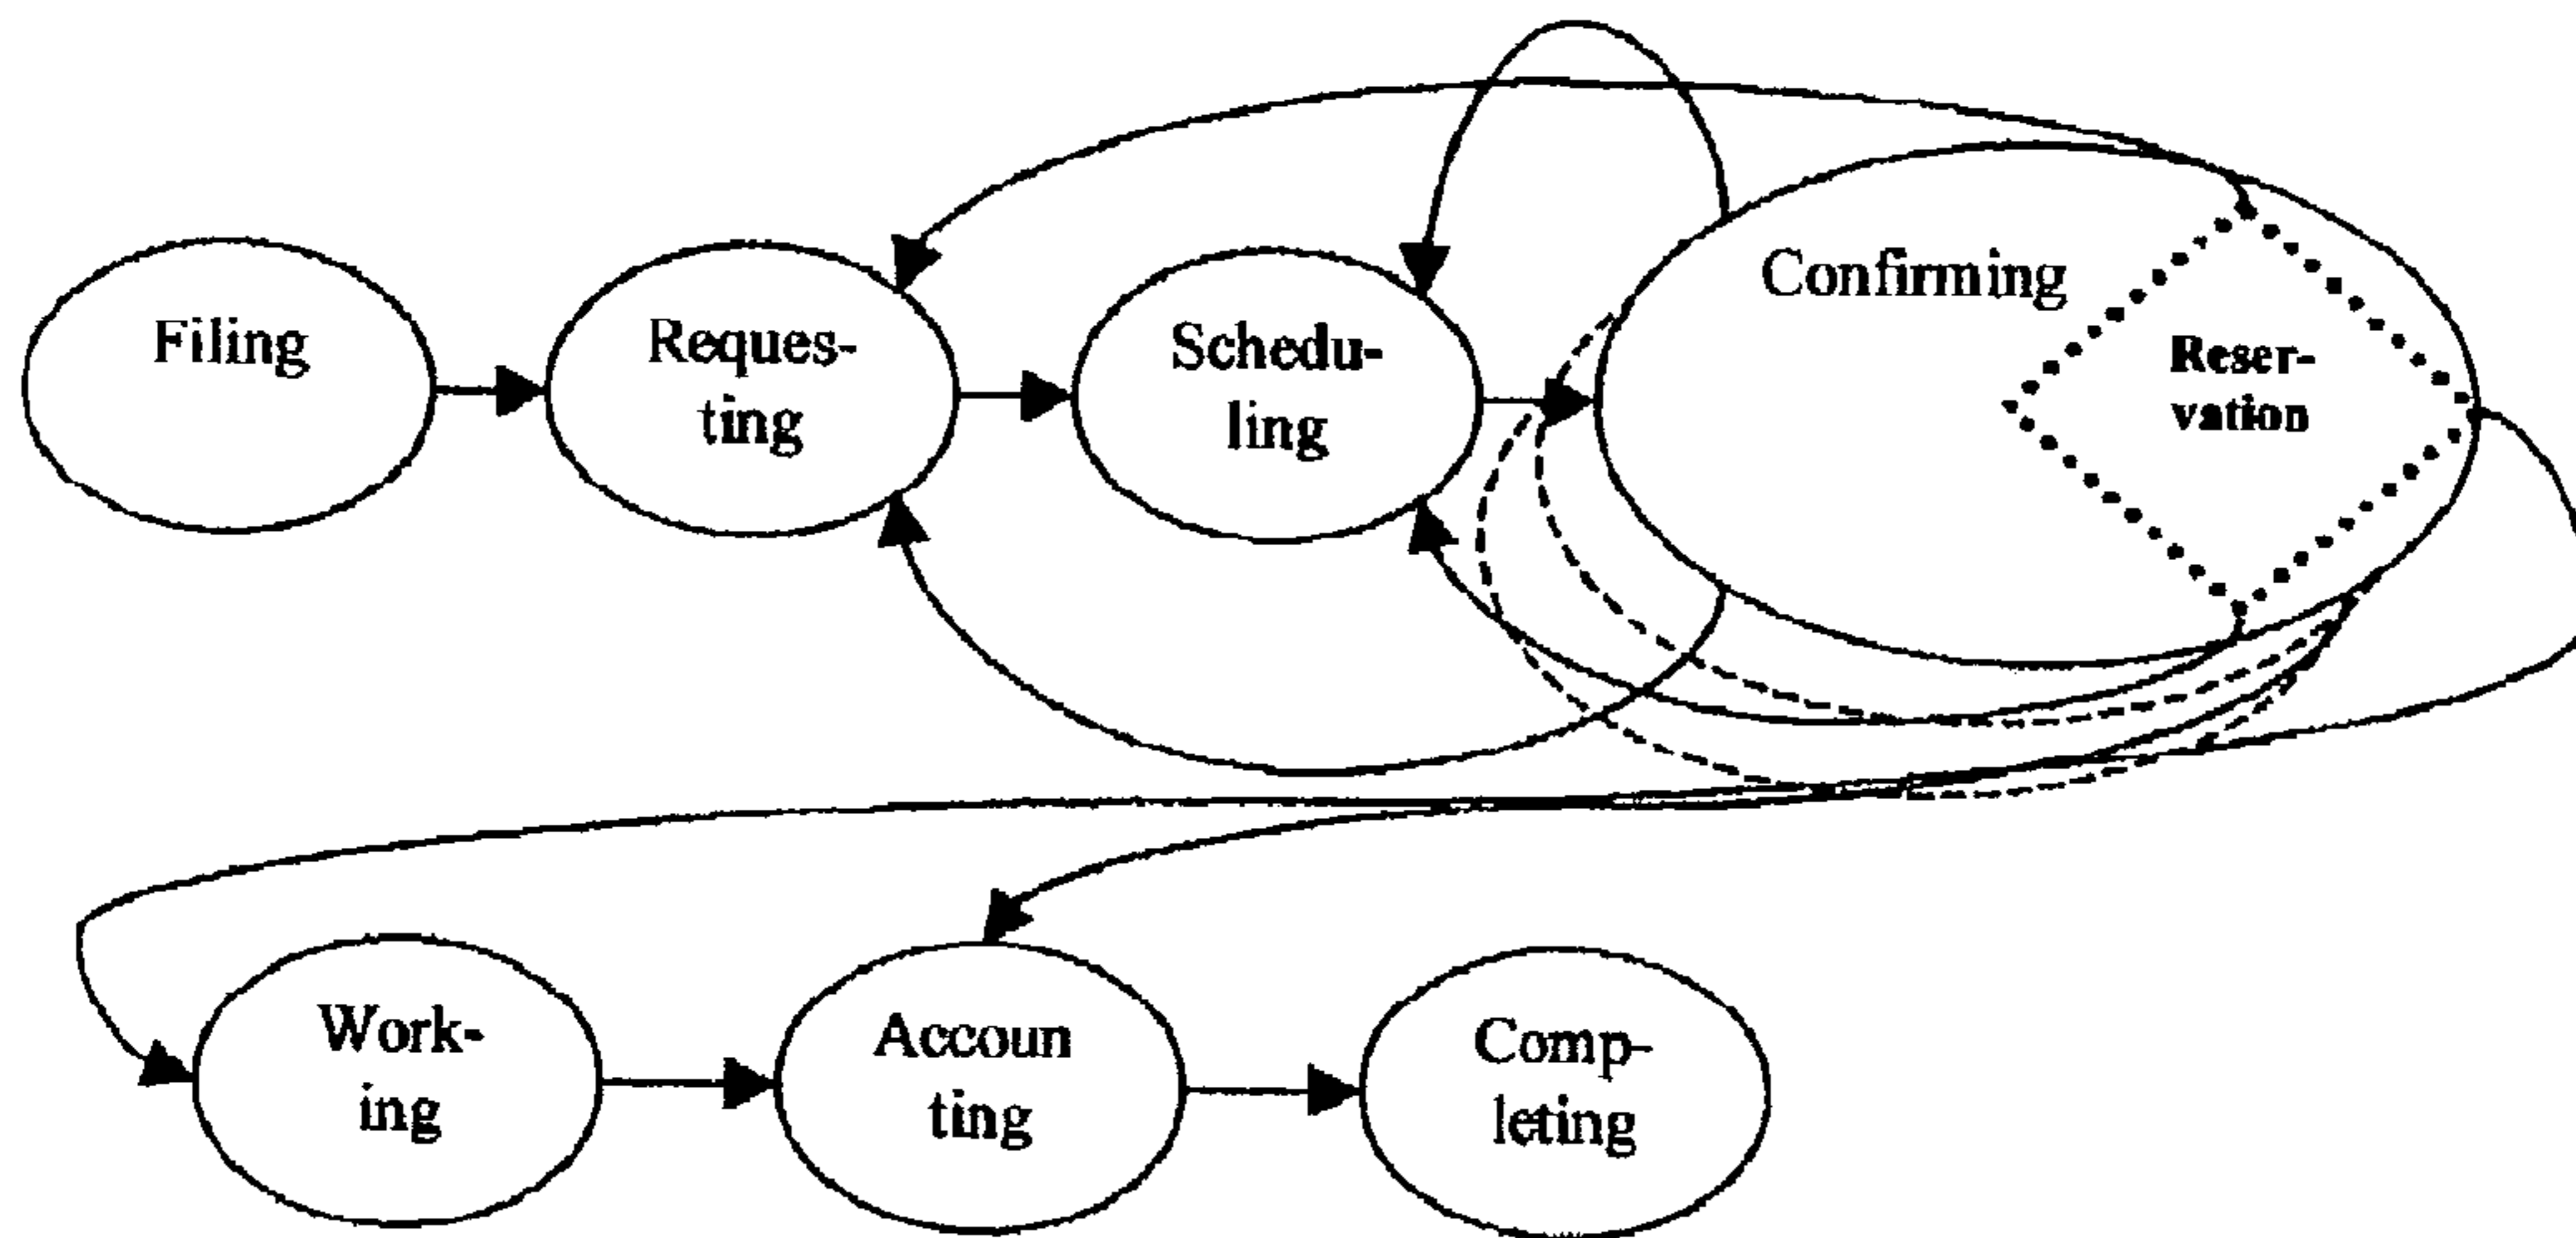 Filing
Reques-
ting
Schedu-
ling
Confirming
Reser-
vation
Work-
ing
Accoun
ting
Comp-
leting